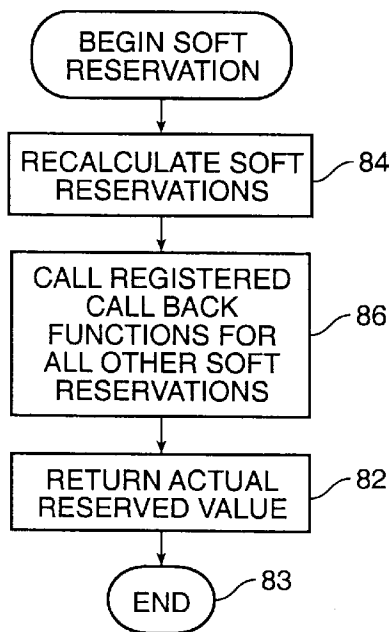 BEGIN SOFT
RESERVATION
RECALCULATE SOFT
RESERVATIONS
84
CALL REGISTERED
CALL BACK
FUNCTIONS FOR
ALL OTHER SOFT
RESERVATIONS
86
RETURN ACTUAL
RESERVED VALUE
82
END
83